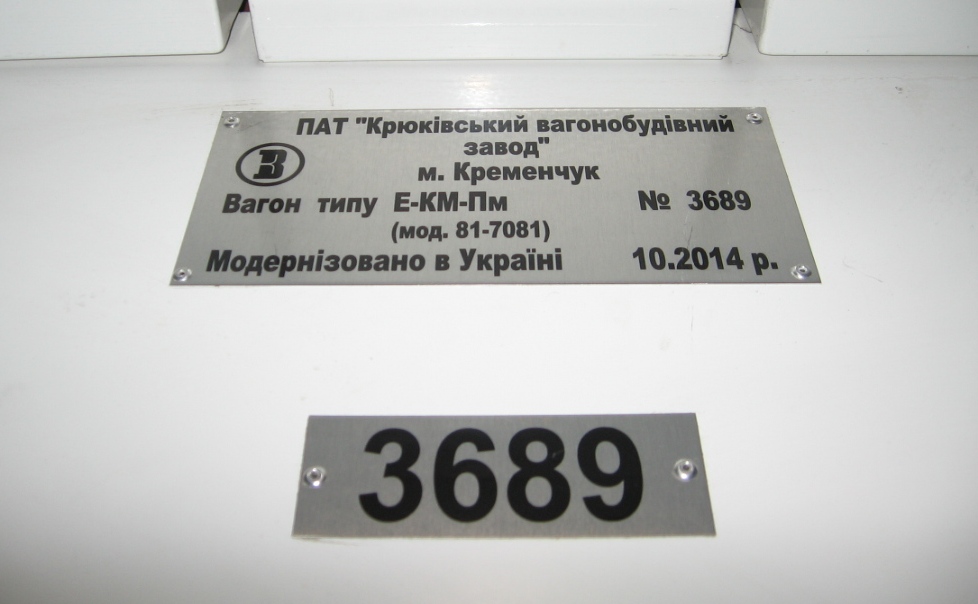 ПАТ "Крюківський вагонобудівний
завод"
В
м. Кременчук
Вагон типу Е-КМ-Пм № 3689
(мод. 81-7081)
Модернізовано в Україні 10.2014 р.
3689